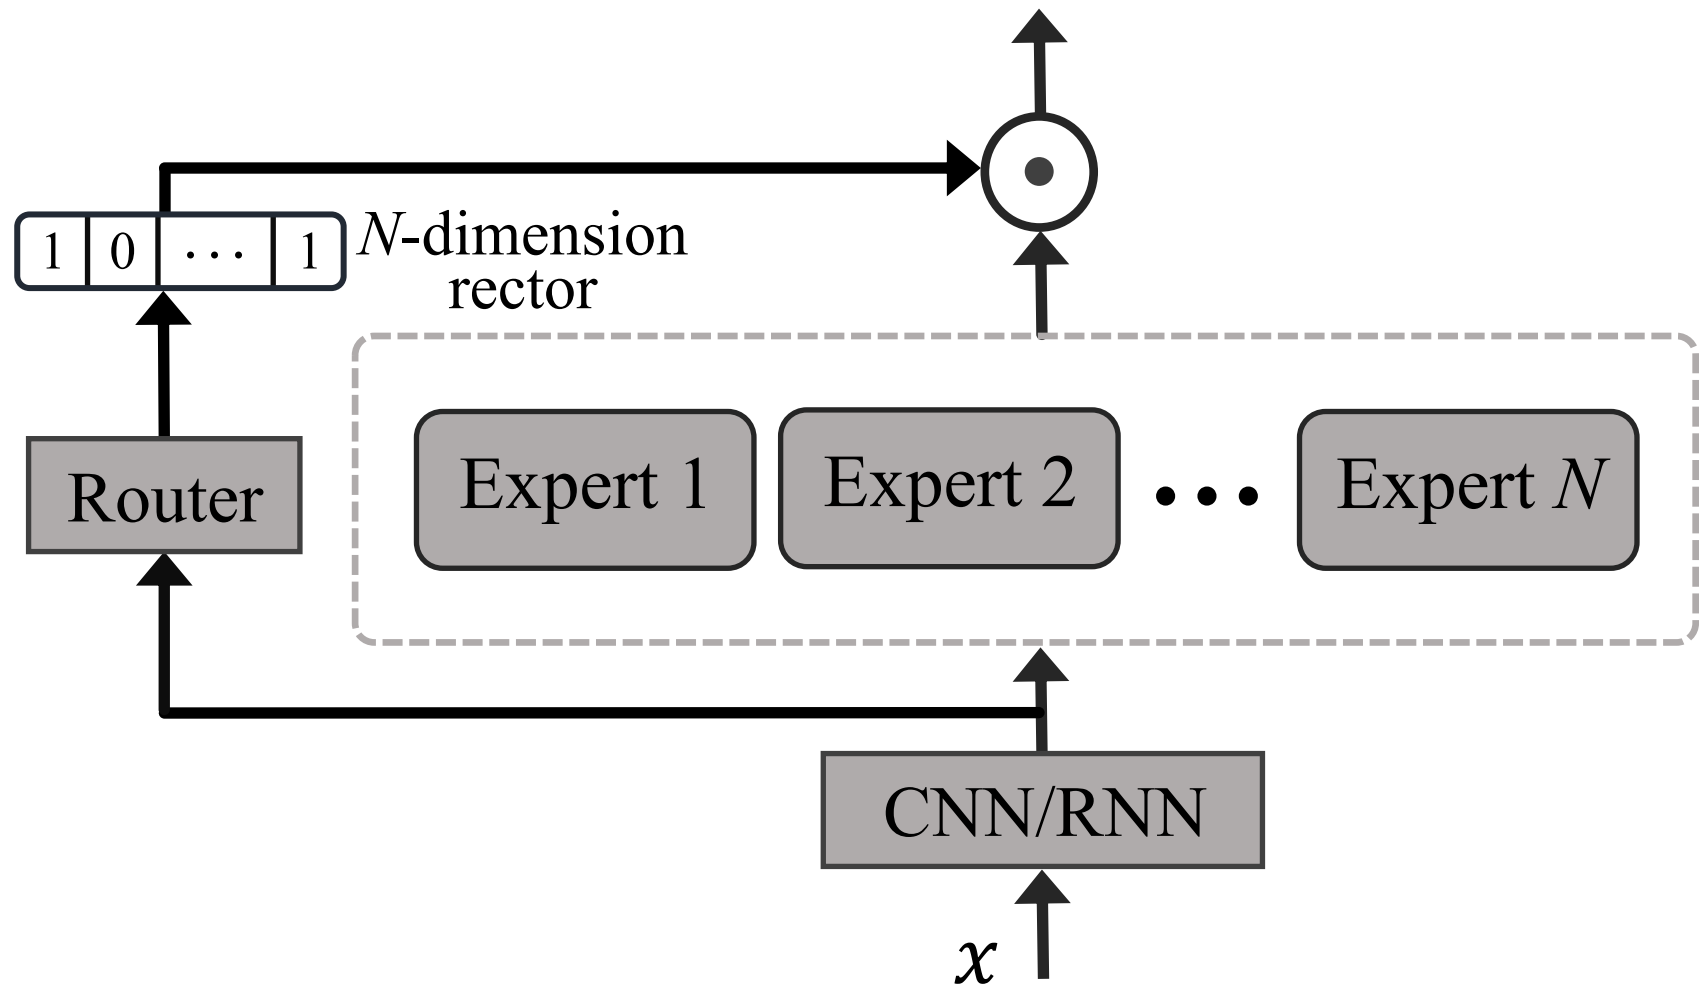 1 0 ··· 1
N-dimension
rector
Router
Expert 1
Expert 2
•••
Expert N
CNN/RNN
x